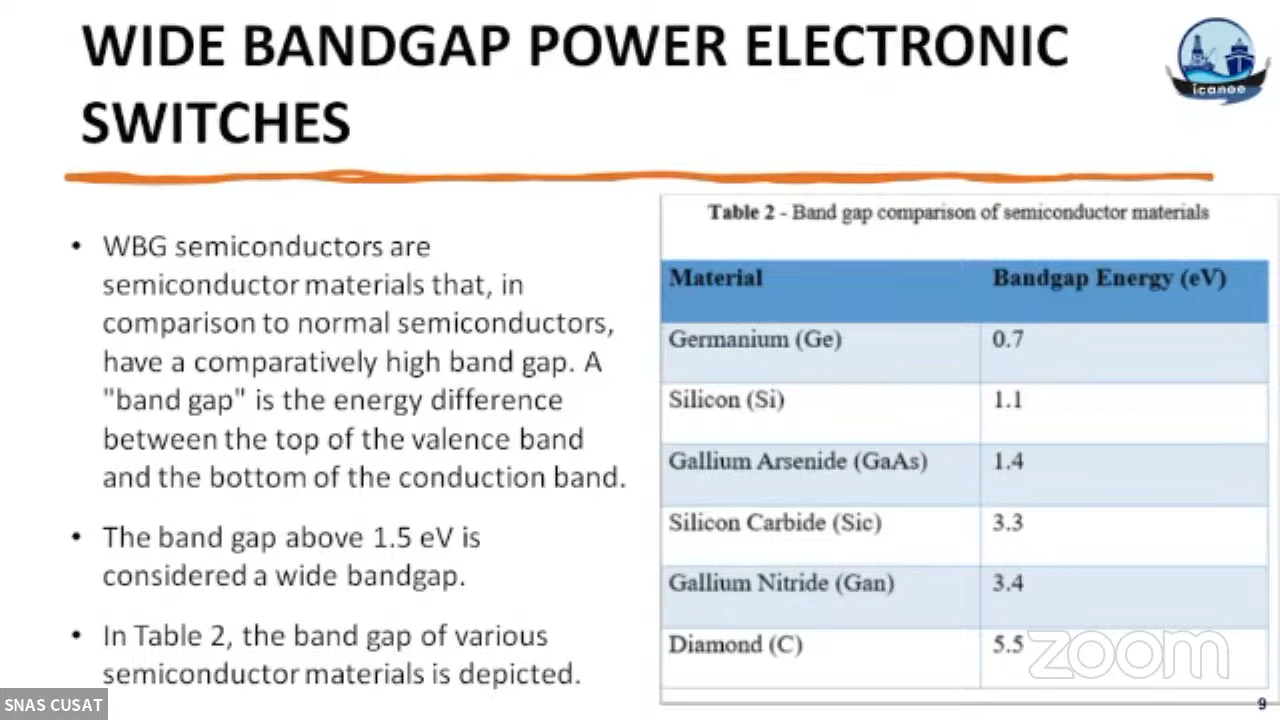 WIDE BANDGAP POWER ELECTRONIC
SWITCHES
icanoe
• WBG semiconductors are
semiconductor materials that, in
comparison to normal semiconductors,
have a comparatively high band gap. A
"band gap" is the energy difference
between the top of the valence band
and the bottom of the conduction band.
• The band gap above 1.5 eV is
considered a wide bandgap.
• In Table 2, the band gap of various
semiconductor materials is depicted.
Table 2 - Band gap comparison of semiconductor materials
Material Bandgap Energy (eV)
Germanium (Ge) 0.7
Silicon (Si) 1.1
Gallium Arsenide (GaAs) 1.4
Silicon Carbide (Sic) 3.3
Gallium Nitride (Gan) 3.4
Diamond (C) 5.5
zoom
SNAS CUSAT
9